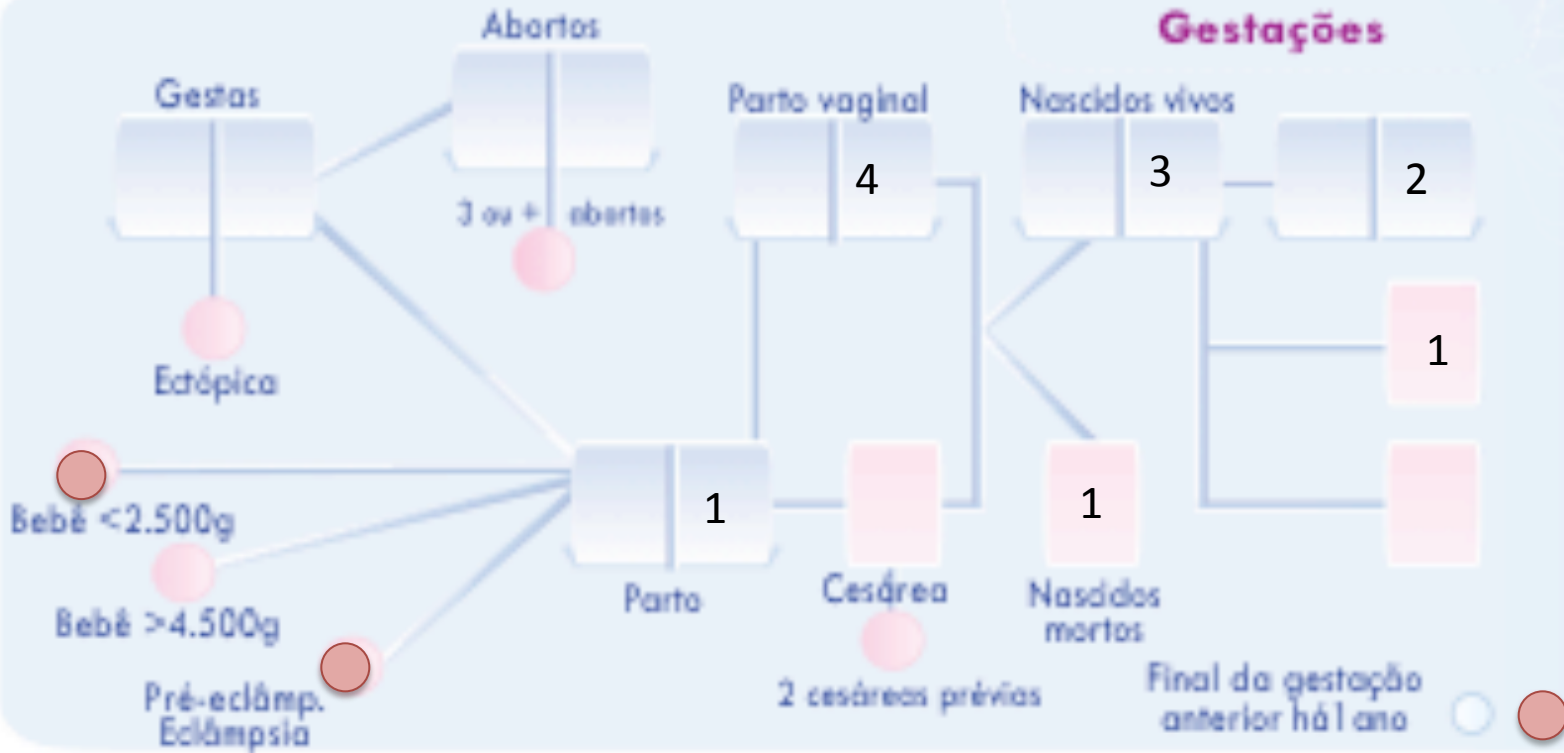 Abortos
Gestações
Gestas
Parto vaginal
Nascidos vivos
4
3
2
3 ou + abortos
1
Ectópica
1
1
Bebê <2.500g
Parto
Cesárea
Nascidos
mortos
Bebê >4.500g
2 cesáreas prévias
Final da gestação
anterior há 1 ano
Pré-eclâmp.
Eclâmpsia